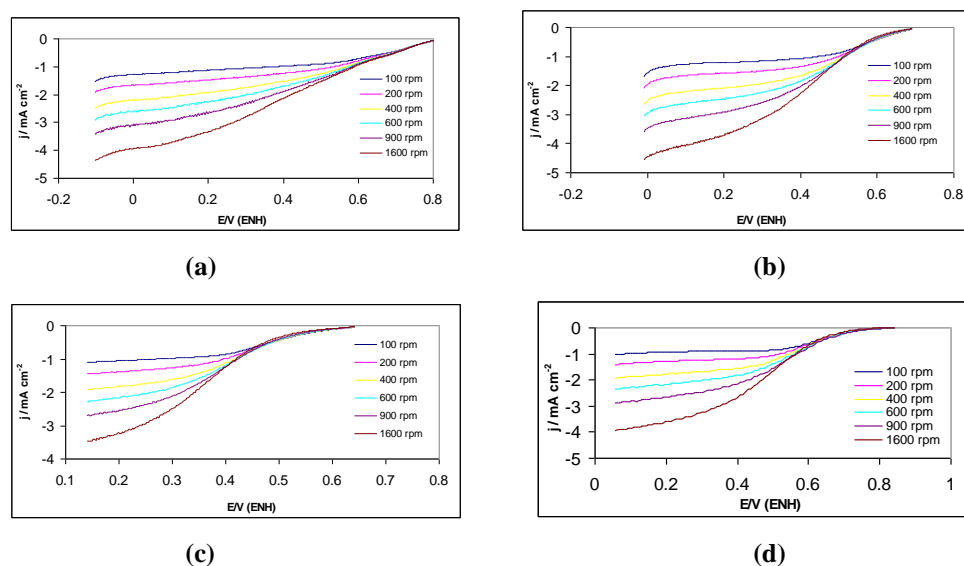 0
-1
-2
-3
-4
-5
j / mA cm-2
100 rpm
200 rpm
400 rpm
600 rpm
900 rpm
1600 rpm
-0.2 0 0.2 0.4 0.6 0.8
E/V (ENH)
(a)
0
-1
-2
-3
-4
-5
j / mA cm-2
100 rpm
200 rpm
400 rpm
600 rpm
900 rpm
1600 rpm
-0.2 0 0.2 0.4 0.6 0.8
E/V (ENH)
(b)
0
-1
-2
-3
-4
-5
j / mA cm-2
100 rpm
200 rpm
400 rpm
600 rpm
900 rpm
1600 rpm
0.1 0.2 0.3 0.4 0.5 0.6 0.7 0.8
E/V (ENH)
(c)
0
-1
-2
-3
-4
-5
j / mA cm-2
100 rpm
200 rpm
400 rpm
600 rpm
900 rpm
1600 rpm
0 0.2 0.4 0.6 0.8 1
E/V (ENH)
(d)